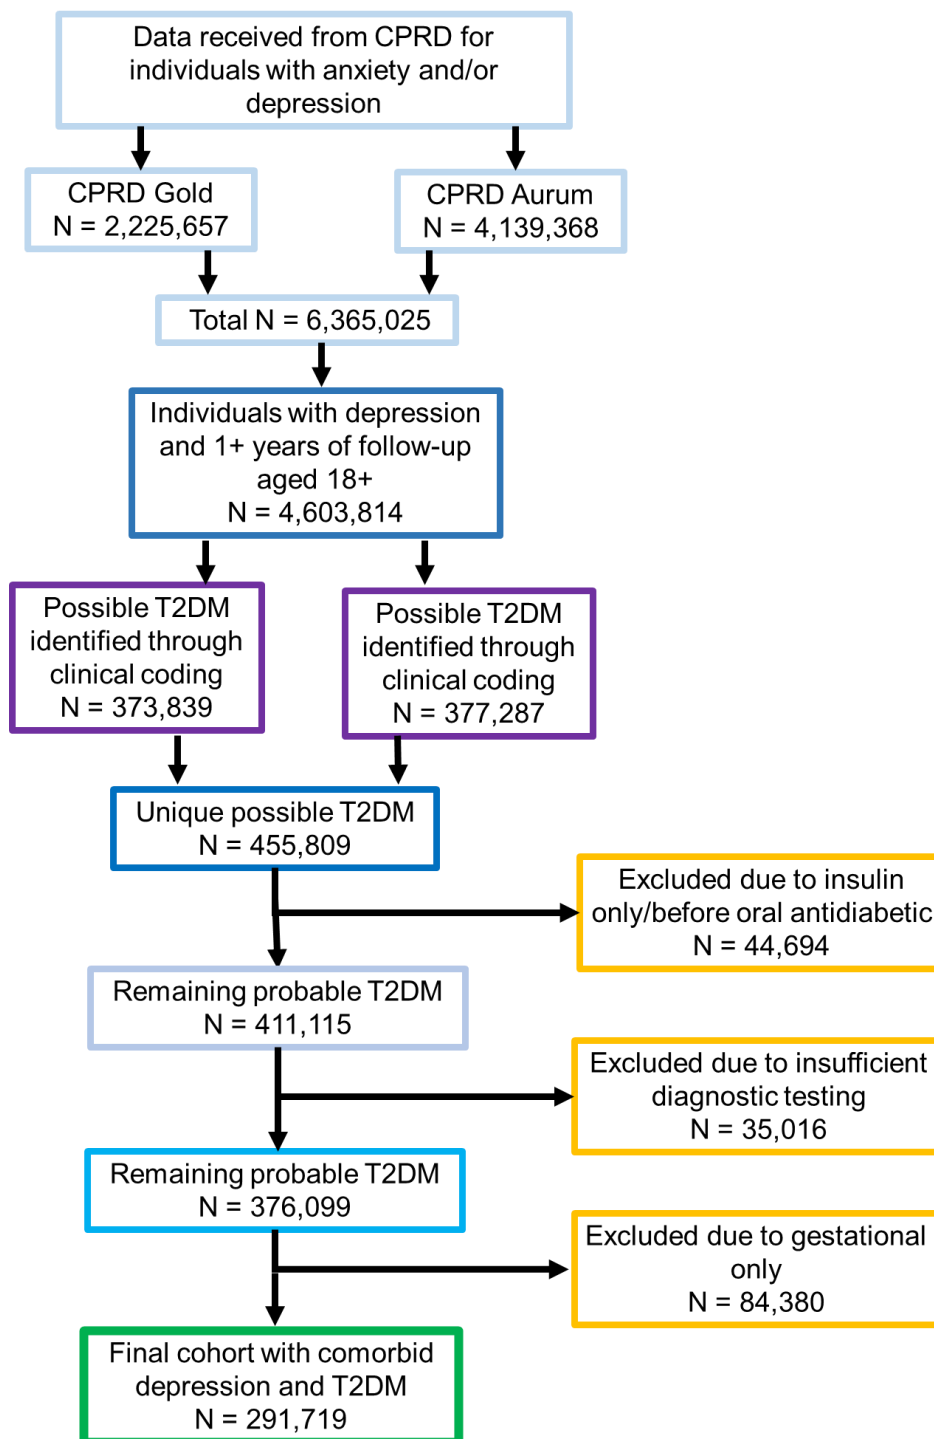 Data received from CPRD for
individuals with anxiety and/or
depression
CPRD Gold
N = 2,225,657
CPRD Aurum
N = 4,139,368
Total N = 6,365,025
Individuals with depression
and 1+ years of follow-up
aged 18+
N = 4,603,814
Possible T2DM
identified through
clinical coding
N = 373,839
Possible T2DM
identified through
clinical coding
N = 377,287
Unique possible T2DM
N = 455,809
Excluded due to insulin
only/before oral antidiabetic
N = 44,694
Remaining probable T2DM
N = 411,115
Excluded due to insufficient
diagnostic testing
N = 35,016
Remaining probable T2DM
N = 376,099
Excluded due to gestational
only
N = 84,380
Final cohort with comorbid
depression and T2DM
N = 291,719